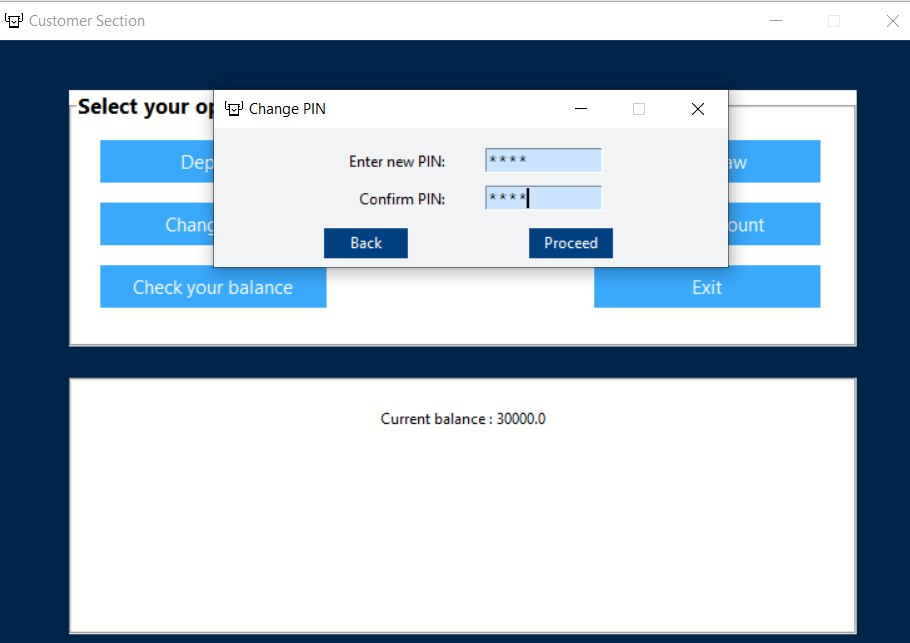 Customer Section
Select your op
Change PIN
Enter new PIN: ****
Confirm PIN: ****
Back Proceed
Dep aw
Chang ount
Check your balance Exit
Current balance : 30000.0